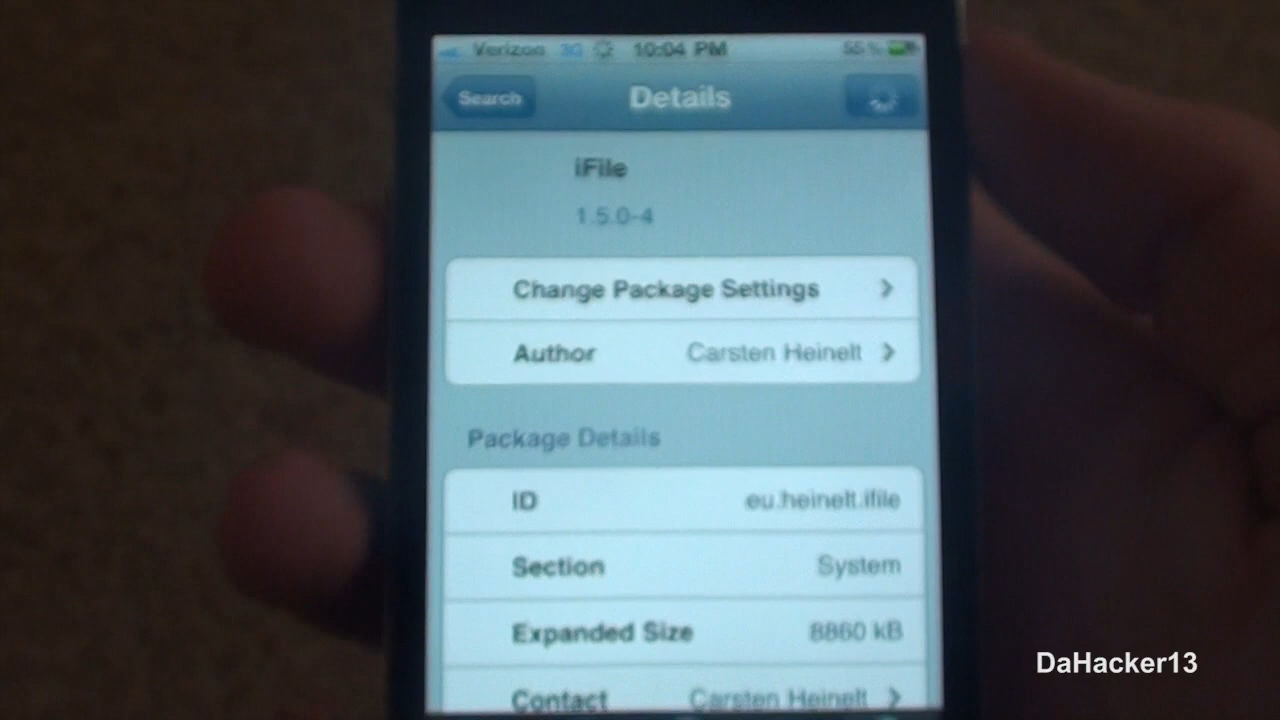 Verizon 3G 10:04 PM 55 %
Search Details
iFile
1.5.0-4
Change Package Settings
Author Carsten Heinelt
Package Details
ID eu.heinelt.ifile
Section System
Expanded Size 8860 kB
Contact Carsten Heinelt
DaHacker13